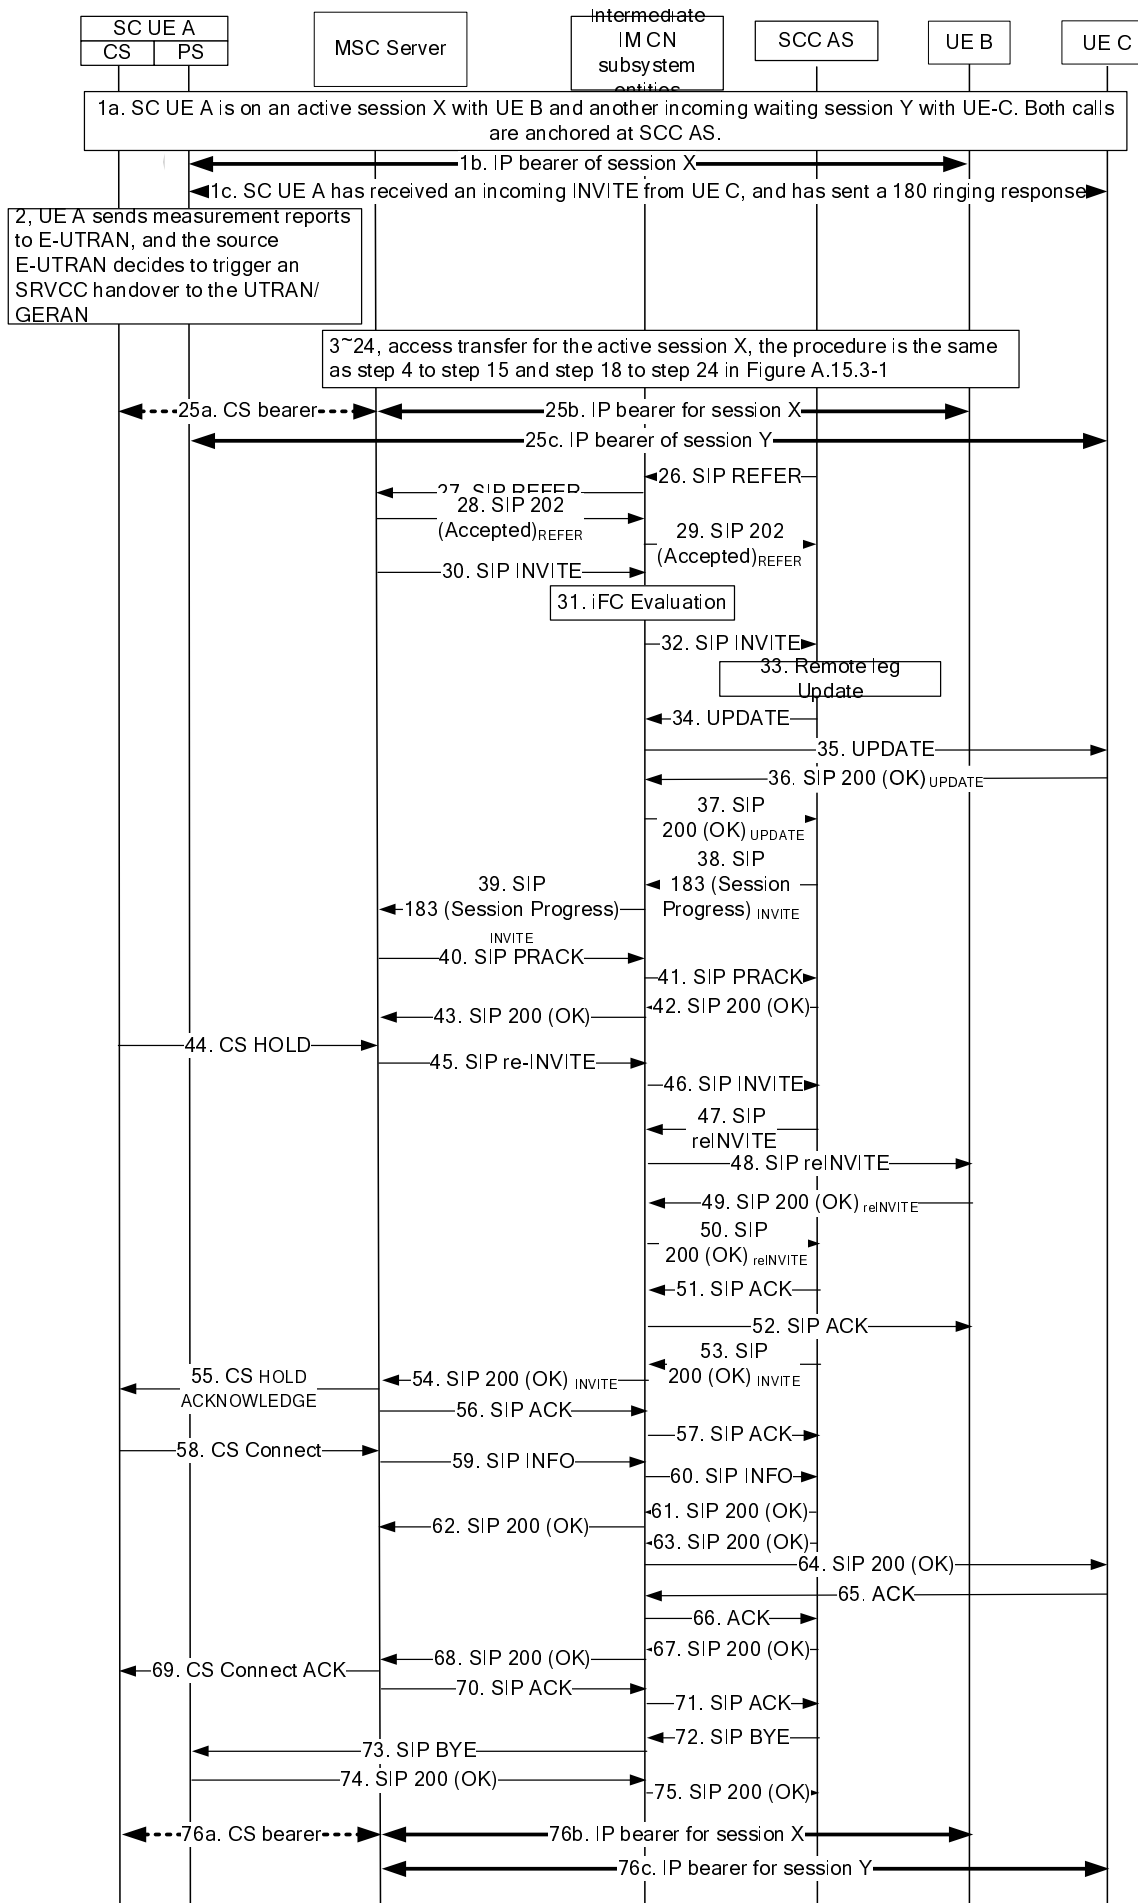 SC UE A
CS
PS
MSC Server
Intermediate
IM CN
subsystem
entities
SCC AS
UE B
UE C
1a. SC UE A is on an active session X with UE B and another incoming waiting session Y with UE-C. Both calls
are anchored at SCC AS.
1b. IP bearer of session X
1c. SC UE A has received an incoming INVITE from UE C, and has sent a 180 ringing response
2, UE A sends measurement reports
to E-UTRAN, and the source
E-UTRAN decides to trigger an
SRVCC handover to the UTRAN/
GERAN
3~24, access transfer for the active session X, the procedure is the same
as step 4 to step 15 and step 18 to step 24 in Figure A.15.3-1
25a. CS bearer
25b. IP bearer for session X
25c. IP bearer of session Y
26. SIP REFER
27. SIP REFER
28. SIP 202
(Accepted)REFER
29. SIP 202
(Accepted)REFER
30. SIP INVITE
31. iFC Evaluation
32. SIP INVITE
33. Remote leg
Update
34. UPDATE
35. UPDATE
36. SIP 200 (OK) UPDATE
37. SIP
200 (OK) UPDATE
38. SIP
183 (Session
Progress) INVITE
39. SIP
183 (Session Progress)
INVITE
40. SIP PRACK
41. SIP PRACK
42. SIP 200 (OK)
43. SIP 200 (OK)
44. CS HOLD
45. SIP re-INVITE
46. SIP INVITE
47. SIP
reINVITE
48. SIP reINVITE
49. SIP 200 (OK) reINVITE
50. SIP
200 (OK) reINVITE
51. SIP ACK
52. SIP ACK
53. SIP
200 (OK) INVITE
54. SIP 200 (OK) INVITE
55. CS HOLD
ACKNOWLEDGE
56. SIP ACK
57. SIP ACK
58. CS Connect
59. SIP INFO
60. SIP INFO
61. SIP 200 (OK)
62. SIP 200 (OK)
63. SIP 200 (OK)
64. SIP 200 (OK)
65. ACK
66. ACK
67. SIP 200 (OK)
68. SIP 200 (OK)
69. CS Connect ACK
70. SIP ACK
71. SIP ACK
72. SIP BYE
73. SIP BYE
74. SIP 200 (OK)
75. SIP 200 (OK)
76a. CS bearer
76b. IP bearer for session X
76c. IP bearer for session Y